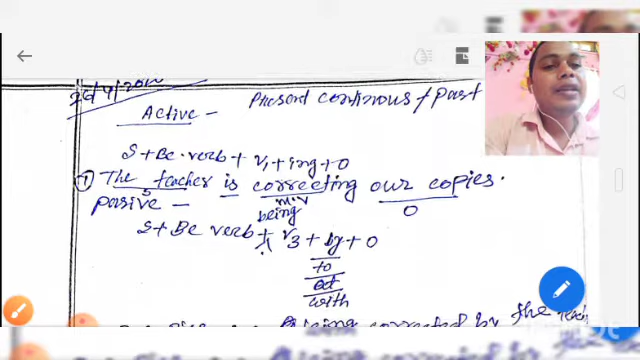 Active - Present continuous + past
S + Be verb + V1 + ing + O
① The teacher is correcting our copies.
S M.V O
Pasive - being
S + Be verb + V3 + by + O
to
at
with
being corrected by the